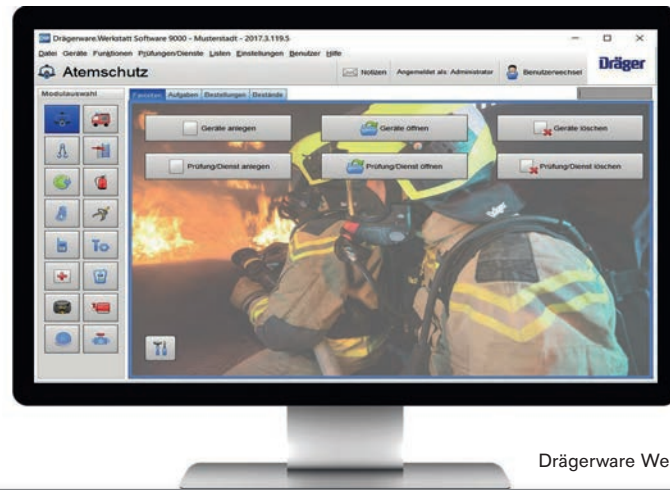 Drägerware.Werkstatt Software 9000 - Musterstadt - 2017.3.119.5
Datei Geräte Funktionen Prüfungen/Dienste Listen Einstellungen Benutzer Hilfe
Atemschutz
Notizen Angemeldet als: Administrator Benutzerwechsel
Dräger
Modulauswahl
Favoriten Aufgaben Bestellungen Bestände
Geräte anlegen Geräte öffnen Geräte löschen
Prüfung/Dienst anlegen Prüfung/Dienst öffnen Prüfung/Dienst löschen
Dräger
Drägerware We